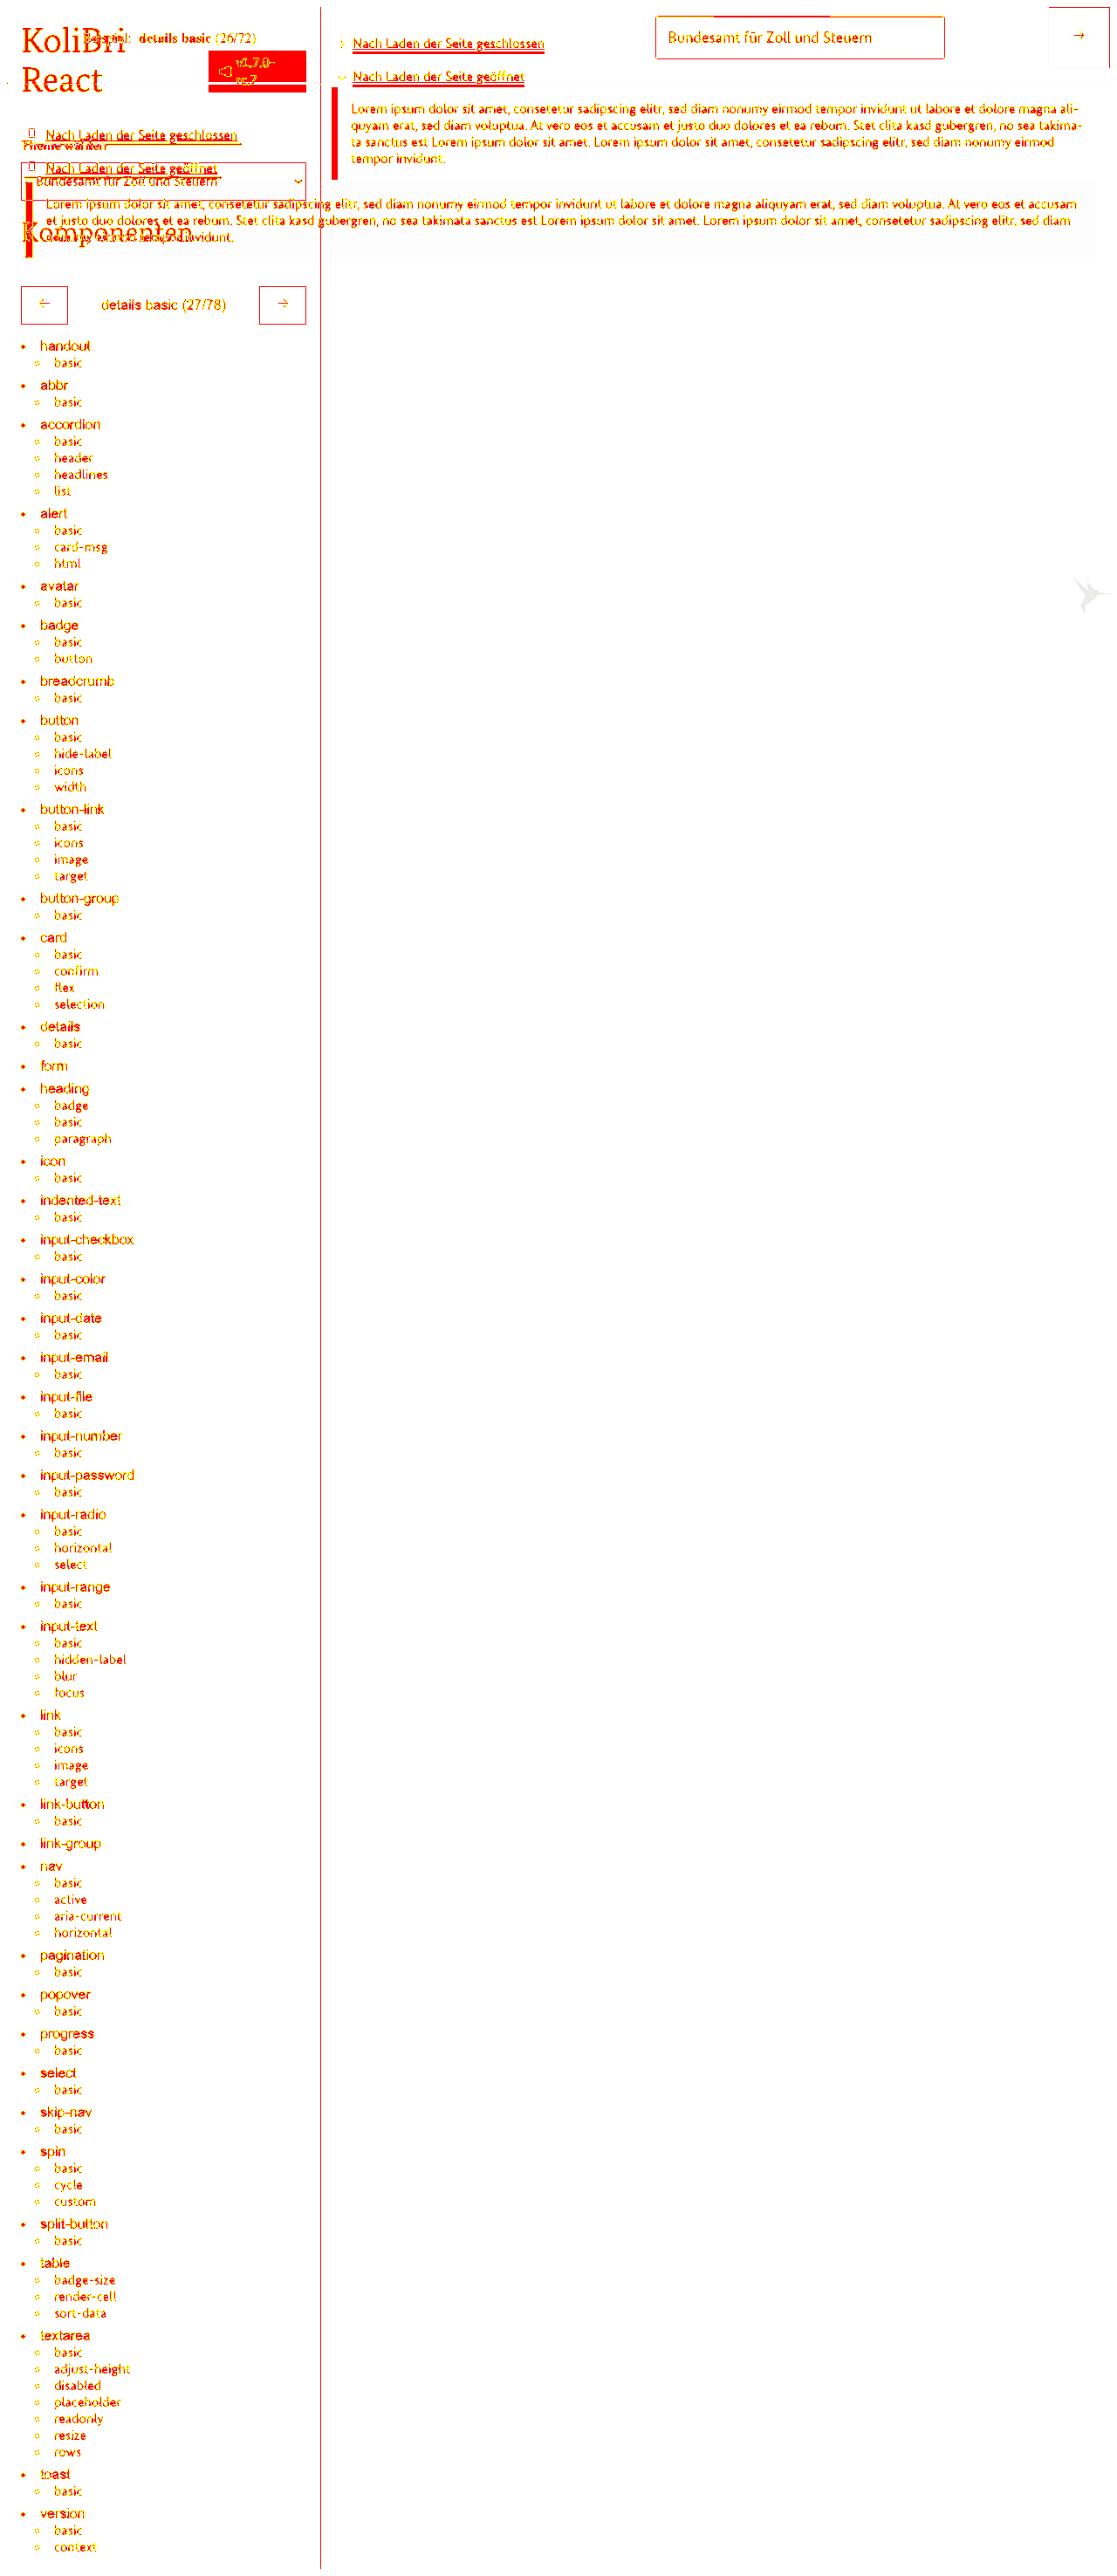 KoliBri
Beispiel: details basic (26/72)
React
v1.7.0-
rc.2
Nach Laden der Seite geschlossen
Theme wählen
Nach Laden der Seite geöffnet
Bundesamt für Zoll und Steuern
Lorem ipsum dolor sit amet, consetetur sadipscing elitr, sed diam nonumy eirmod tempor invidunt ut labore et dolore magna aliquyam erat, sed diam voluptua. At vero eos et accusam
et justo duo dolores et ea rebum. Stet clita kasd gubergren, no sea takimata sanctus est Lorem ipsum dolor sit amet. Lorem ipsum dolor sit amet, consetetur sadipscing elitr, sed diam
Komponenten
nonumy eirmod tempor invidunt.
Nach Laden der Seite geschlossen
Nach Laden der Seite geöffnet
Lorem ipsum dolor sit amet, consetetur sadipscing elitr, sed diam nonumy eirmod tempor invidunt ut labore et dolore magna ali-
quyam erat, sed diam voluptua. At vero eos et accusam et justo duo dolores et ea rebum. Stet clita kasd gubergren, no sea takima-
ta sanctus est Lorem ipsum dolor sit amet. Lorem ipsum dolor sit amet, consetetur sadipscing elitr, sed diam nonumy eirmod
tempor invidunt.
Bundesamt für Zoll und Steuern
→
← details basic (27/78) →
handout
basic
abbr
basic
accordion
basic
header
headlines
list
alert
basic
card-msg
html
avatar
basic
badge
basic
button
breadcrumb
basic
button
basic
hide-label
icons
width
button-link
basic
icons
image
target
button-group
basic
card
basic
confirm
flex
selection
details
basic
form
heading
badge
basic
paragraph
icon
basic
indented-text
basic
input-checkbox
basic
input-color
basic
input-date
basic
input-email
basic
input-file
basic
input-number
basic
input-password
basic
input-radio
basic
horizontal
select
input-range
basic
input-text
basic
hidden-label
blur
focus
link
basic
icons
image
target
link-button
basic
link-group
nav
basic
active
aria-current
horizontal
pagination
basic
popover
basic
progress
basic
select
basic
skip-nav
basic
spin
basic
cycle
custom
split-button
basic
table
badge-size
render-cell
sort-data
textarea
basic
adjust-height
disabled
placeholder
readonly
resize
rows
toast
basic
version
basic
context